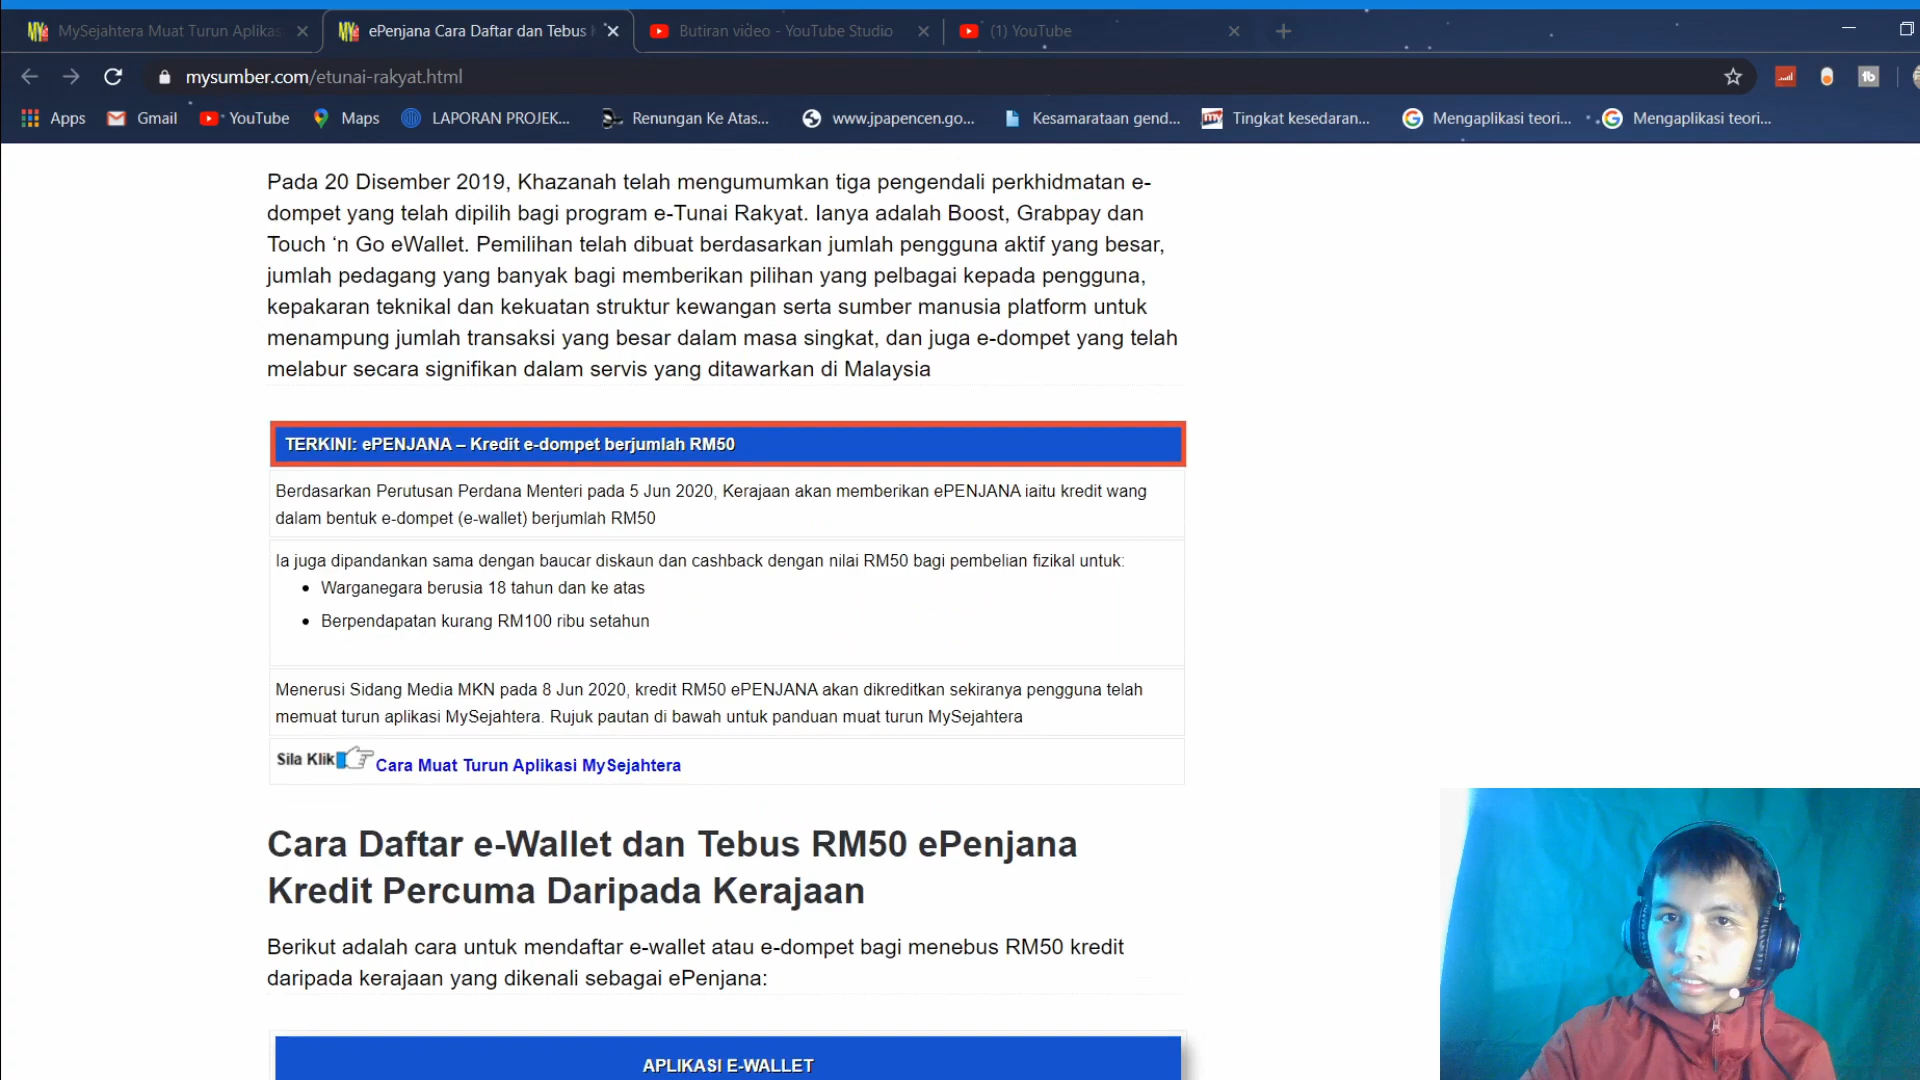 MySejahtera Muat Turun Aplikas
ePenjana Cara Daftar dan Tebus
Butiran video - YouTube Studio
(1) YouTube
mysumber.com/etunai-rakyat.html
Apps
Gmail
YouTube
Maps
LAPORAN PROJEK...
Renungan Ke Atas...
www.jpapencen.go...
Kesamarataan gend...
Tingkat kesedaran...
Mengaplikasi teori...
Mengaplikasi teori...
Pada 20 Disember 2019, Khazanah telah mengumumkan tiga pengendali perkhidmatan e-
dompet yang telah dipilih bagi program e-Tunai Rakyat. Ianya adalah Boost, Grabpay dan
Touch ‘n Go eWallet. Pemilihan telah dibuat berdasarkan jumlah pengguna aktif yang besar,
jumlah pedagang yang banyak bagi memberikan pilihan yang pelbagai kepada pengguna,
kepakaran teknikal dan kekuatan struktur kewangan serta sumber manusia platform untuk
menampung jumlah transaksi yang besar dalam masa singkat, dan juga e-dompet yang telah
melabur secara signifikan dalam servis yang ditawarkan di Malaysia
TERKINI: ePENJANA – Kredit e-dompet berjumlah RM50
Berdasarkan Perutusan Perdana Menteri pada 5 Jun 2020, Kerajaan akan memberikan ePENJANA iaitu kredit wang
dalam bentuk e-dompet (e-wallet) berjumlah RM50
Ia juga dipandankan sama dengan baucar diskaun dan cashback dengan nilai RM50 bagi pembelian fizikal untuk:
• Warganegara berusia 18 tahun dan ke atas
• Berpendapatan kurang RM100 ribu setahun
Menerusi Sidang Media MKN pada 8 Jun 2020, kredit RM50 ePENJANA akan dikreditkan sekiranya pengguna telah
memuat turun aplikasi MySejahtera. Rujuk pautan di bawah untuk panduan muat turun MySejahtera
Sila Klik Cara Muat Turun Aplikasi MySejahtera
Cara Daftar e-Wallet dan Tebus RM50 ePenjana
Kredit Percuma Daripada Kerajaan
Berikut adalah cara untuk mendaftar e-wallet atau e-dompet bagi menebus RM50 kredit
daripada kerajaan yang dikenali sebagai ePenjana:
APLIKASI E-WALLET